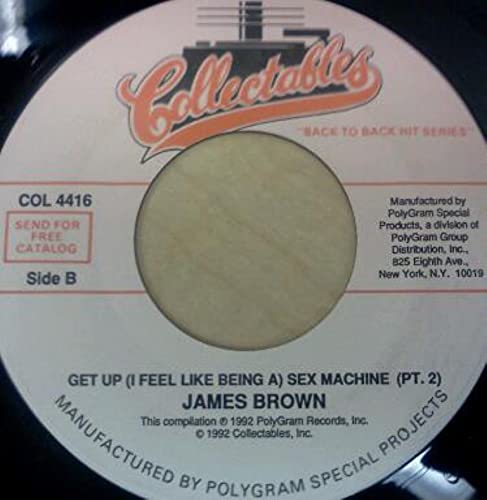 Collectables
"BACK TO BACK HIT SERIES"
COL 4416
SEND FOR
FREE
CATALOG
Side B
Manufactured by
PolyGram Special
Products, a division of
PolyGram Group
Distribution, Inc.,
825 Eighth Ave.,
New York, N.Y. 10019
GET UP (I FEEL LIKE BEING A) SEX MACHINE (PT. 2)
JAMES BROWN
This compilation ℗ 1992 PolyGram Records, Inc.
© 1992 Collectables, Inc.
MANUFACTURED BY POLYGRAM SPECIAL PROJECTS